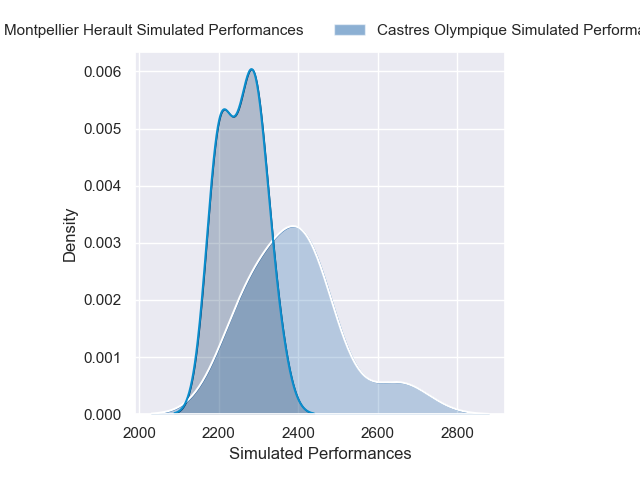 Montpellier Herault Simulated Performances
Castres Olympique Simulated
0.006
0.005
0.004
0.003
0.002
0.001
0.000
Density
2000 2200 2400 2600 2800
Simulated Performances